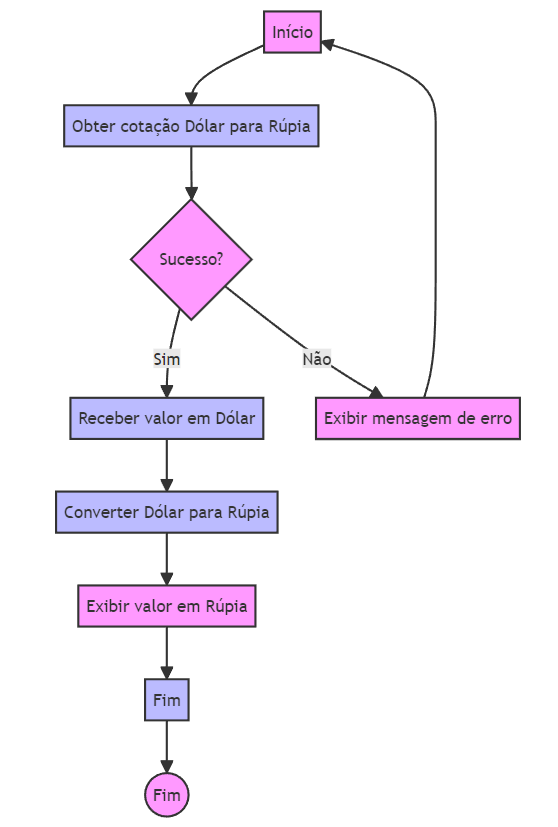 Início
Obter cotação Dólar para Rúpia
Sucesso?
Sim
Não
Receber valor em Dólar
Exibir mensagem de erro
Converter Dólar para Rúpia
Exibir valor em Rúpia
Fim
Fim